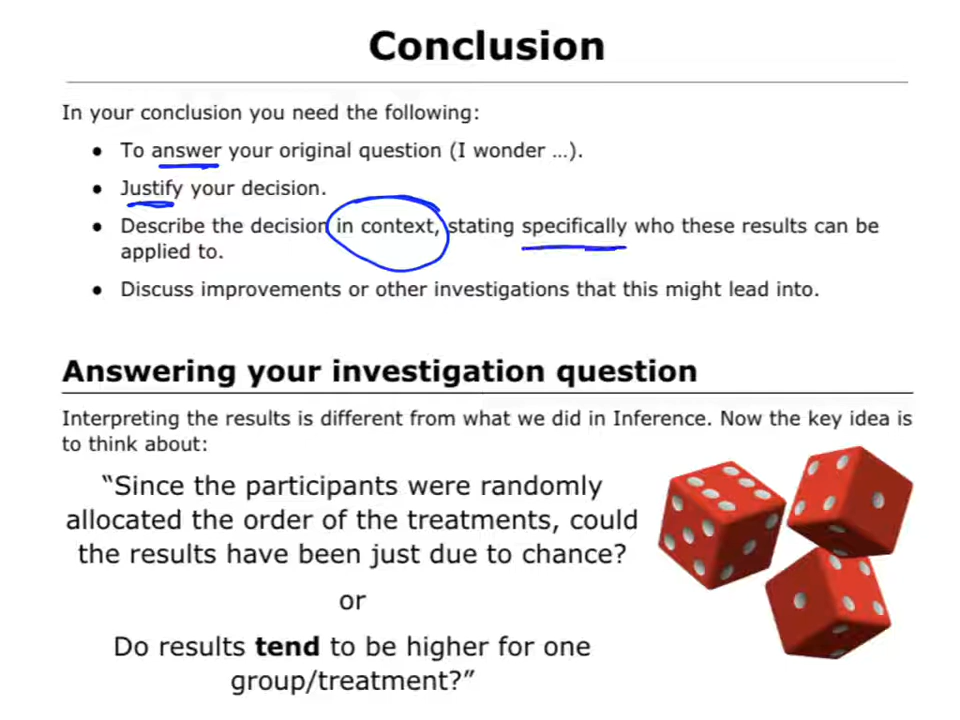 Conclusion
In your conclusion you need the following:
● To answer your original question (I wonder ...).
● Justify your decision.
● Describe the decision in context, stating specifically who these results can be
applied to.
● Discuss improvements or other investigations that this might lead into.
Answering your investigation question
Interpreting the results is different from what we did in Inference. Now the key idea is
to think about:
“Since the participants were randomly
allocated the order of the treatments, could
the results have been just due to chance?
or
Do results tend to be higher for one
group/treatment?”